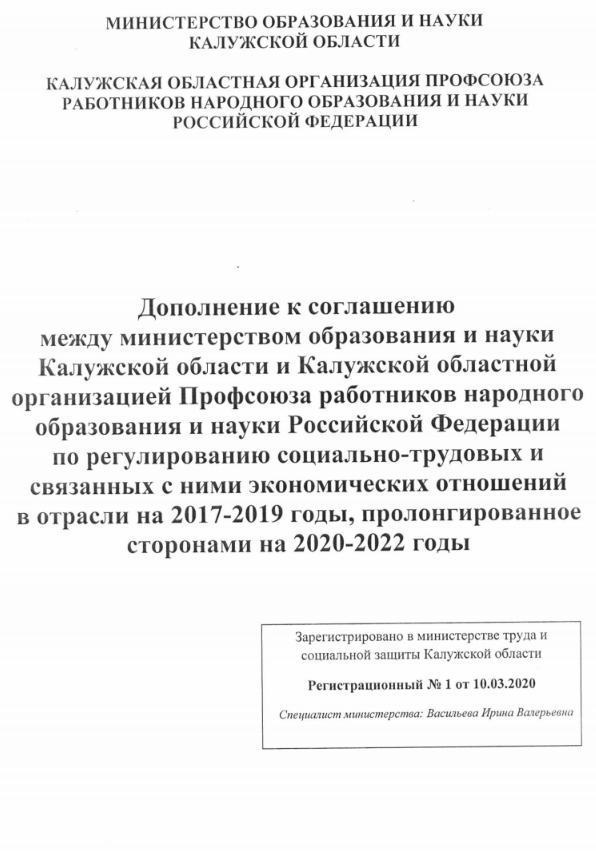 МИНИСТЕРСТВО ОБРАЗОВАНИЯ И НАУКИ
КАЛУЖСКОЙ ОБЛАСТИ
КАЛУЖСКАЯ ОБЛАСТНАЯ ОРГАНИЗАЦИЯ ПРОФСОЮЗА
РАБОТНИКОВ НАРОДНОГО ОБРАЗОВАНИЯ И НАУКИ
РОССИЙСКОЙ ФЕДЕРАЦИИ
Дополнение к соглашению
между министерством образования и науки
Калужской области и Калужской областной
организацией Профсоюза работников народного
образования и науки Российской Федерации
по регулированию социально-трудовых и
связанных с ними экономических отношений
в отрасли на 2017-2019 годы, пролонгированное
сторонами на 2020-2022 годы
Зарегистрировано в министерстве труда и
социальной защиты Калужской области
Регистрационный № 1 от 10.03.2020
Специалист министерства: Васильева Ирина Валерьевна